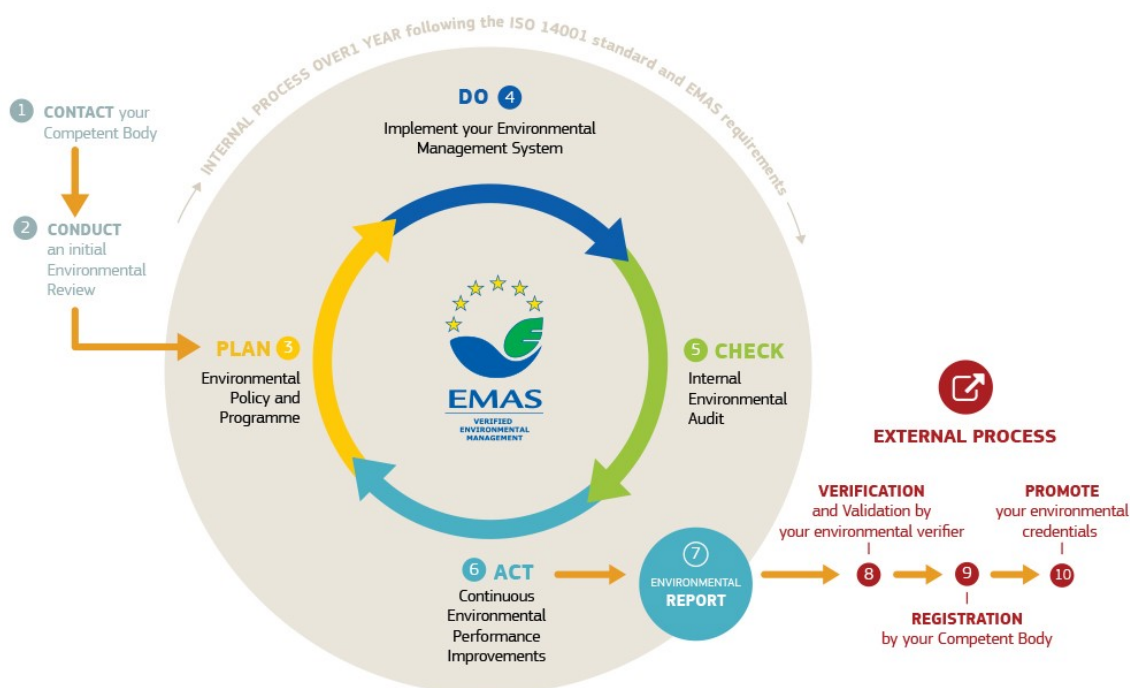 INTERNAL PROCESS OVER1 YEAR following the ISO 14001 standard and EMAS requirements
1 CONTACT your
Competent Body
2 CONDUCT
an initial
Environmental
Review
PLAN 3
Environmental
Policy and
Programme
DO 4
Implement your Environmental
Management System
5 CHECK
Internal
Environmental
Audit
EMAS
VERIFIED
ENVIRONMENTAL
MANAGEMENT
6 ACT
Continuous
Environmental
Performance
Improvements
7
ENVIRONMENTAL
REPORT
EXTERNAL PROCESS
VERIFICATION
and Validation by
your environmental verifier
8
9
REGISTRATION
by your Competent Body
PROMOTE
your environmental
credentials
10